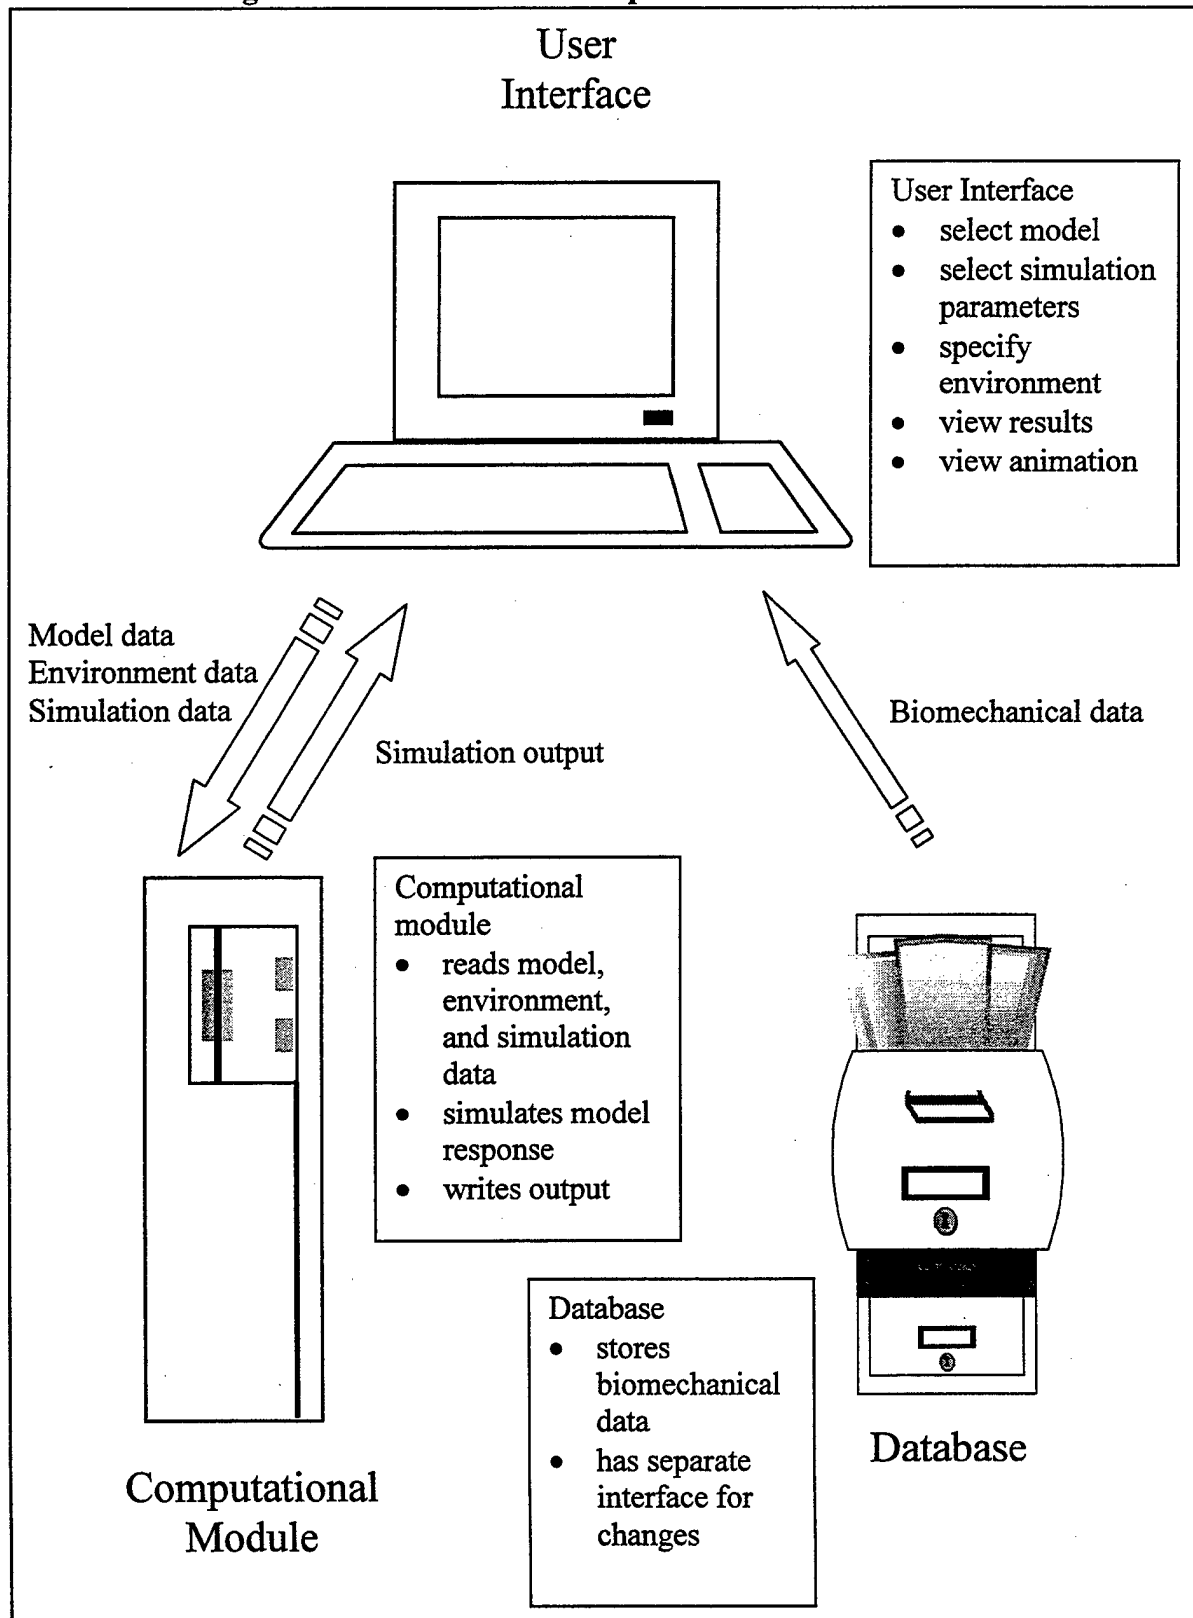 User
Interface
User Interface
• select model
• select simulation
parameters
• specify
environment
• view results
• view animation
Model data
Environment data
Simulation data
Simulation output
Biomechanical data
Computational
module
• reads model,
environment,
and simulation
data
• simulates model
response
• writes output
Database
• stores
biomechanical
data
• has separate
interface for
changes
Database
Computational
Module